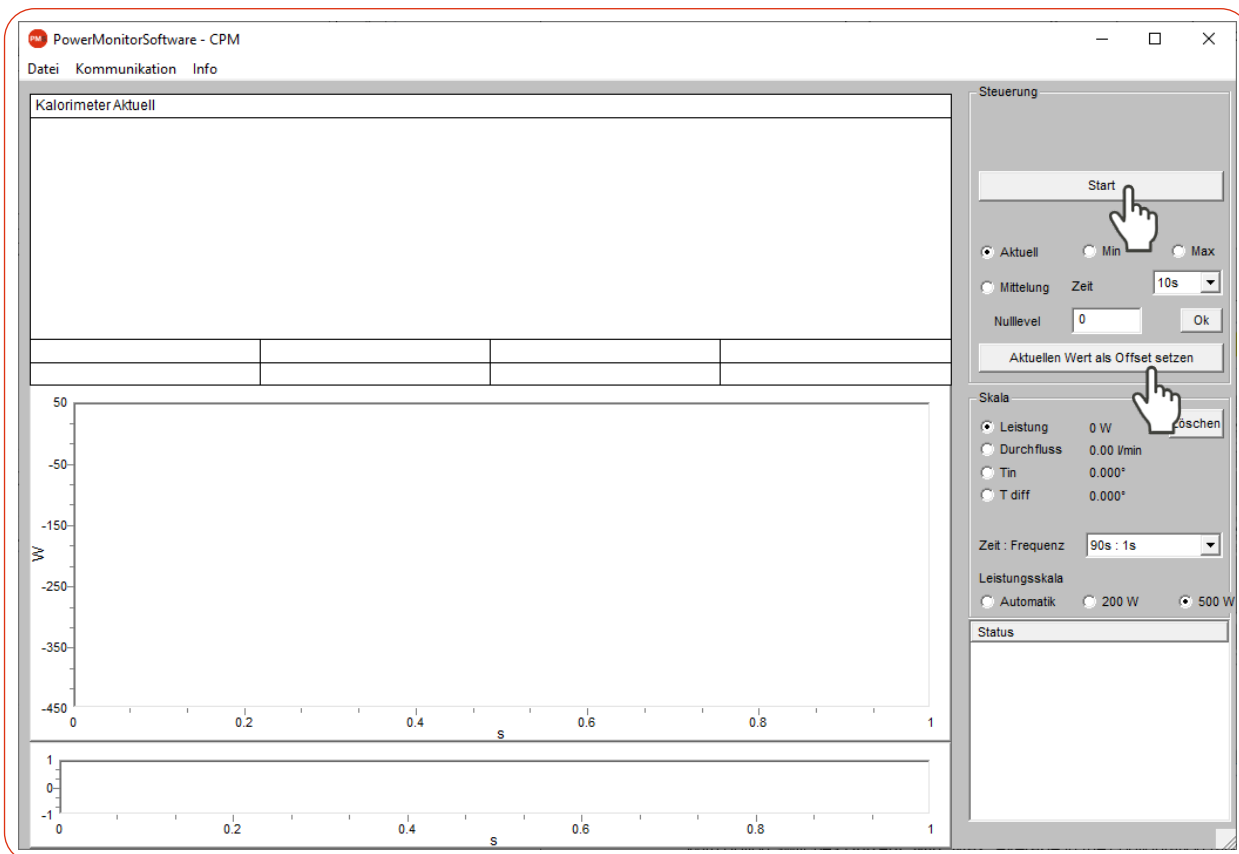 PM
PowerMonitorSoftware - CPM
Datei Kommunikation Info
Kalorimeter Aktuell
50
-50
-150
-250
-350
-450
W
0 0.2 0.4 0.6 0.8 1
s
1
0
-1
0 0.2 0.4 0.6 0.8 1
s
Steuerung
Start
Aktuell Min Max
Mittelung Zeit 10s
Nulllevel 0 Ok
Aktuellen Wert als Offset setzen
Skala
Leistung 0 W Löschen
Durchfluss 0.00 l/min
Tin 0.000°
T diff 0.000°
Zeit : Frequenz 90s : 1s
Leistungsskala
Automatik 200 W 500 W
Status